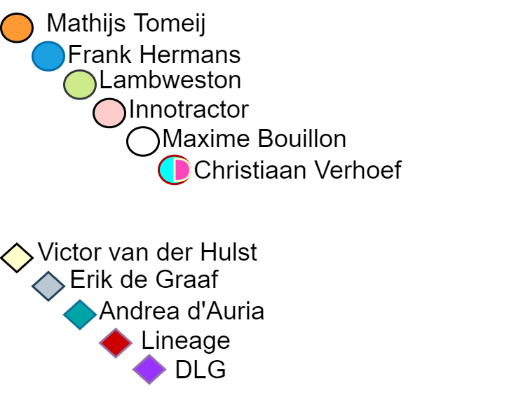 Mathijs Tomeij
Frank Hermans
Lambweston
Innotractor
Maxime Bouillon
Christiaan Verhoef
Victor van der Hulst
Erik de Graaf
Andrea d'Auria
Lineage
DLG